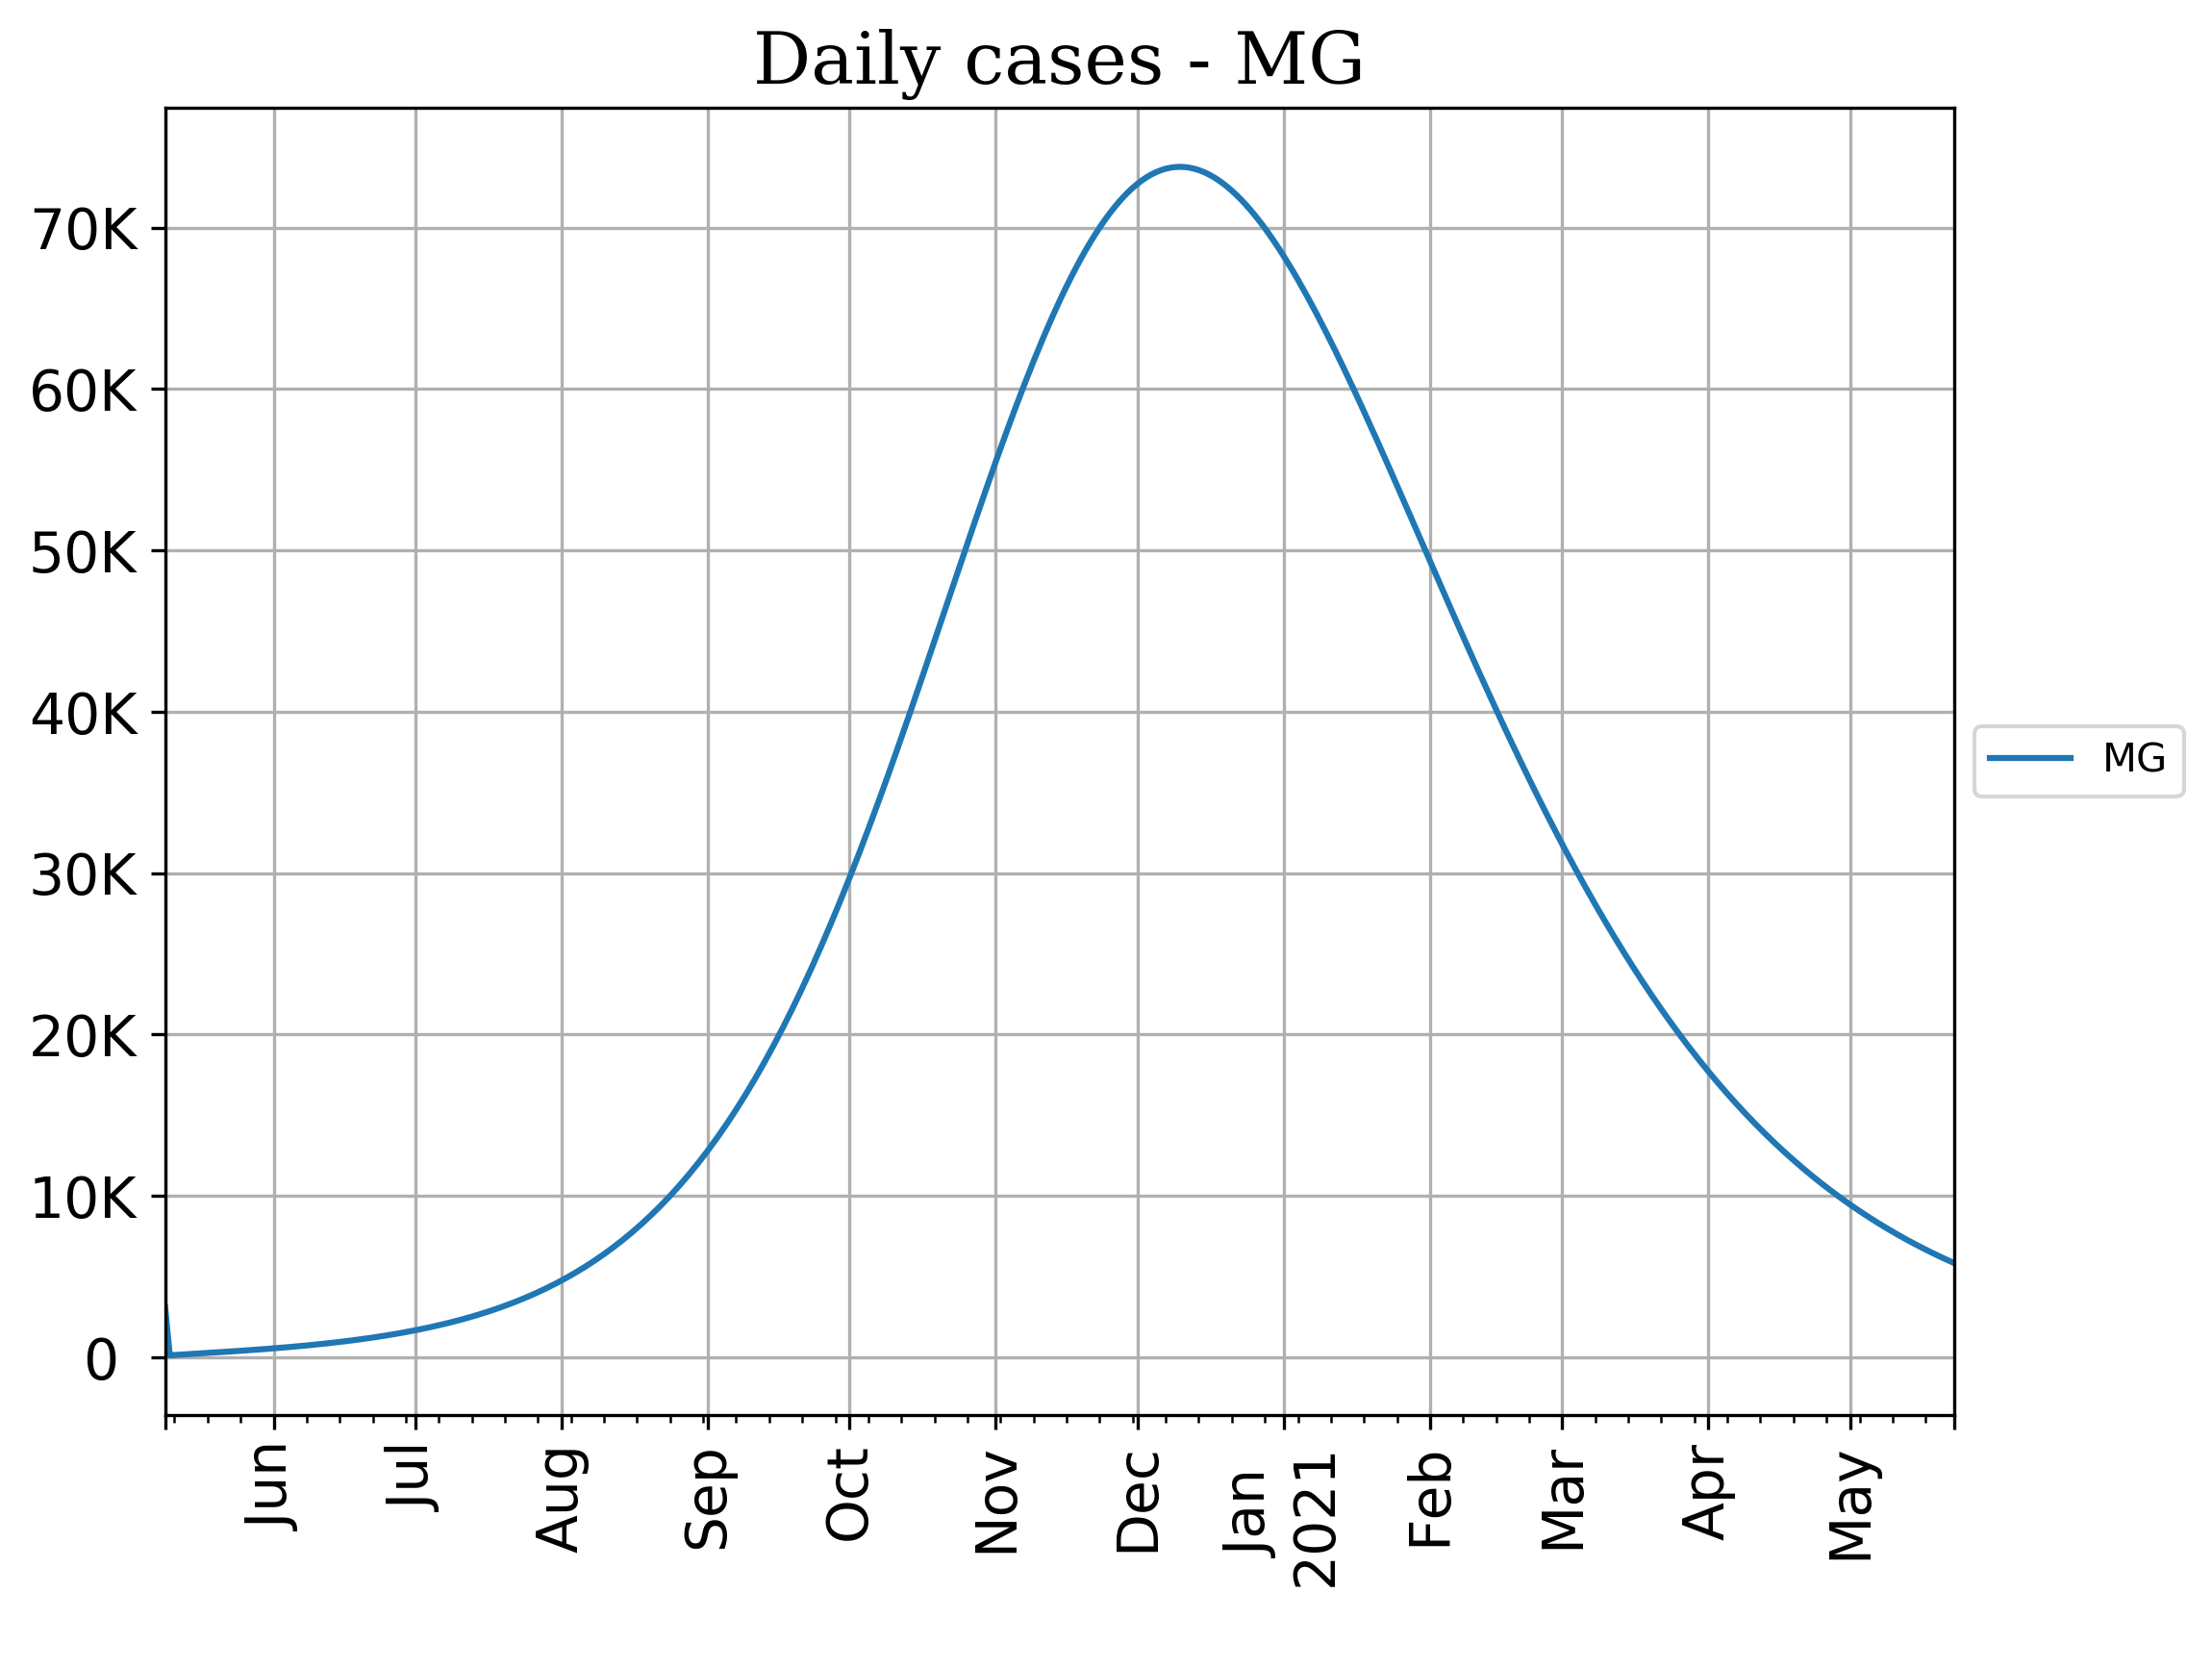 Daily cases - MG
70K
60K
50K
40K
30K
20K
10K
0
MG
Jun
Jul
Aug
Sep
Oct
Nov
Dec
Jan
2021
Feb
Mar
Apr
May